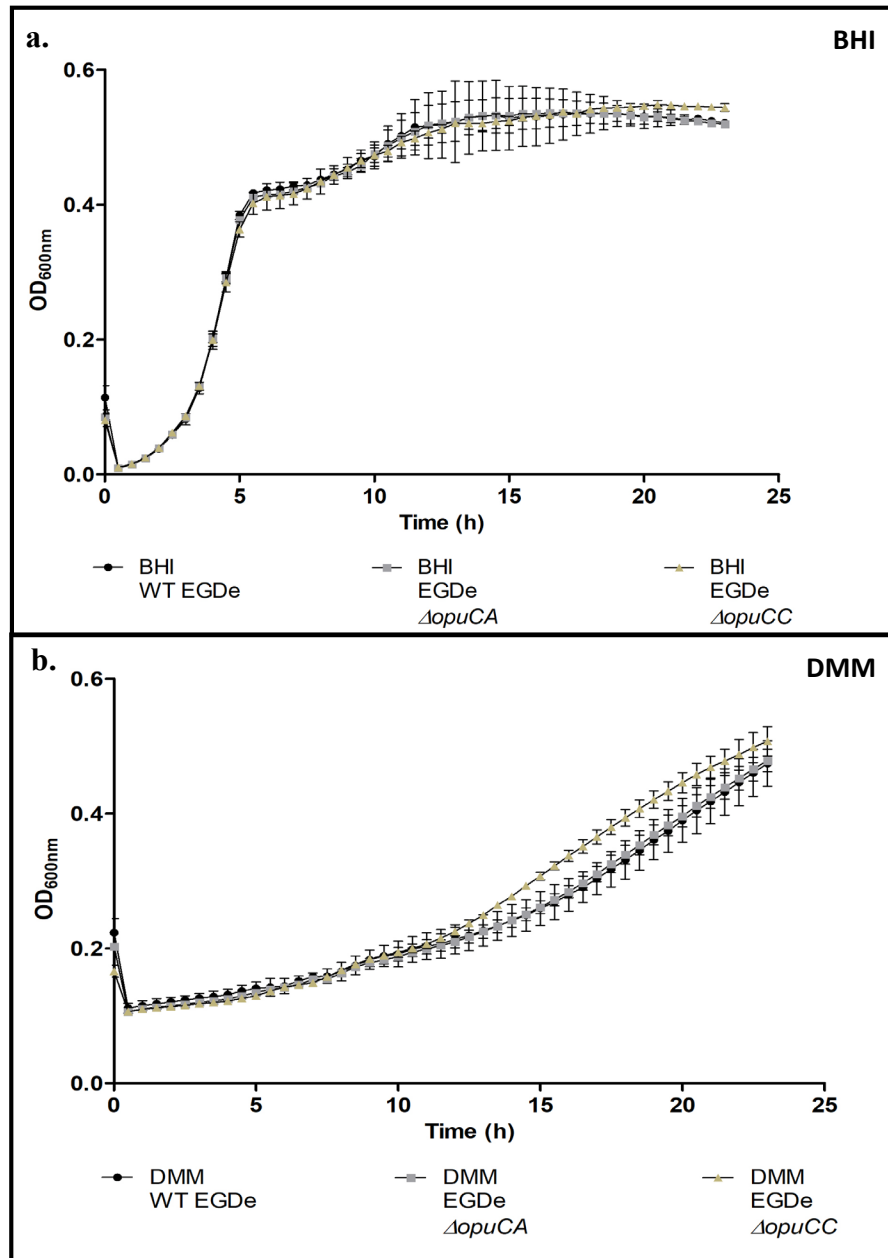 a.
BHI
0.6
0.4
0.2
0.0
OD600nm
0 5 10 15 20 25
Time (h)
BHI BHI BHI
WT EGDe EGDe EGDe
ΔopuCA ΔopuCC
b.
DMM
0.6
0.4
0.2
0.0
OD600nm
0 5 10 15 20 25
Time (h)
DMM DMM DMM
WT EGDe EGDe EGDe
ΔopuCA ΔopuCC